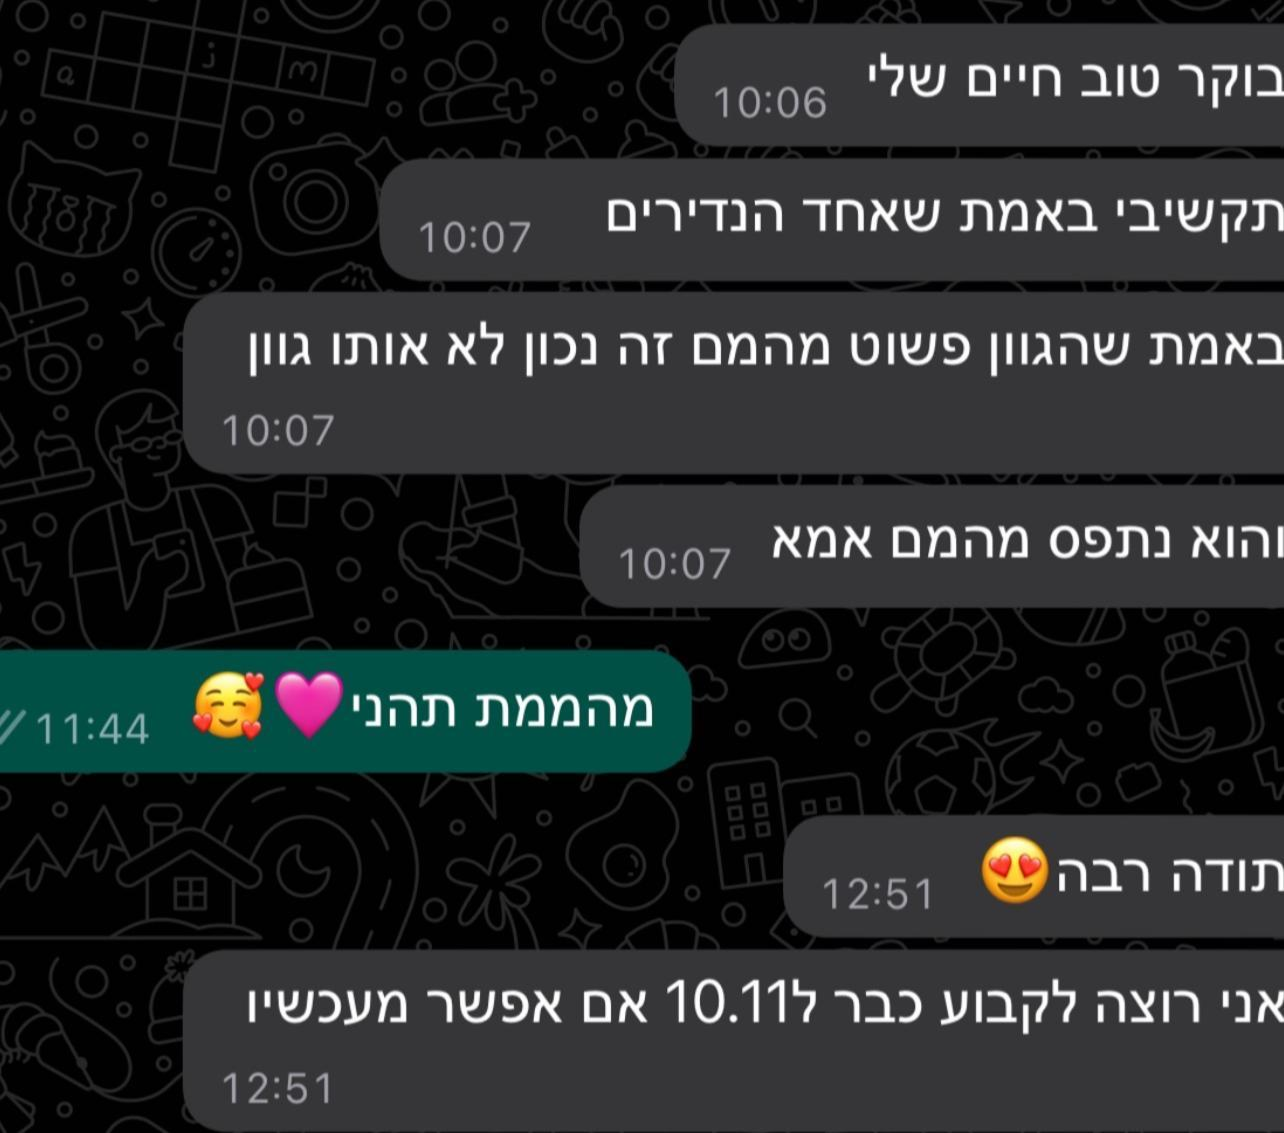 בוקר טוב חיים שלי
10:06
תקשיבי באמת שאחד הנדירים
10:07
באמת שהגוון פשוט מהמם זה נכון לא אותו גוון
10:07
והוא נתפס מהמם אמא
10:07
מהממת תהני🩷🥰
11:44
תודה רבה😍
12:51
אני רוצה לקבוע כבר ל10.11 אם אפשר מעכשיו
12:51